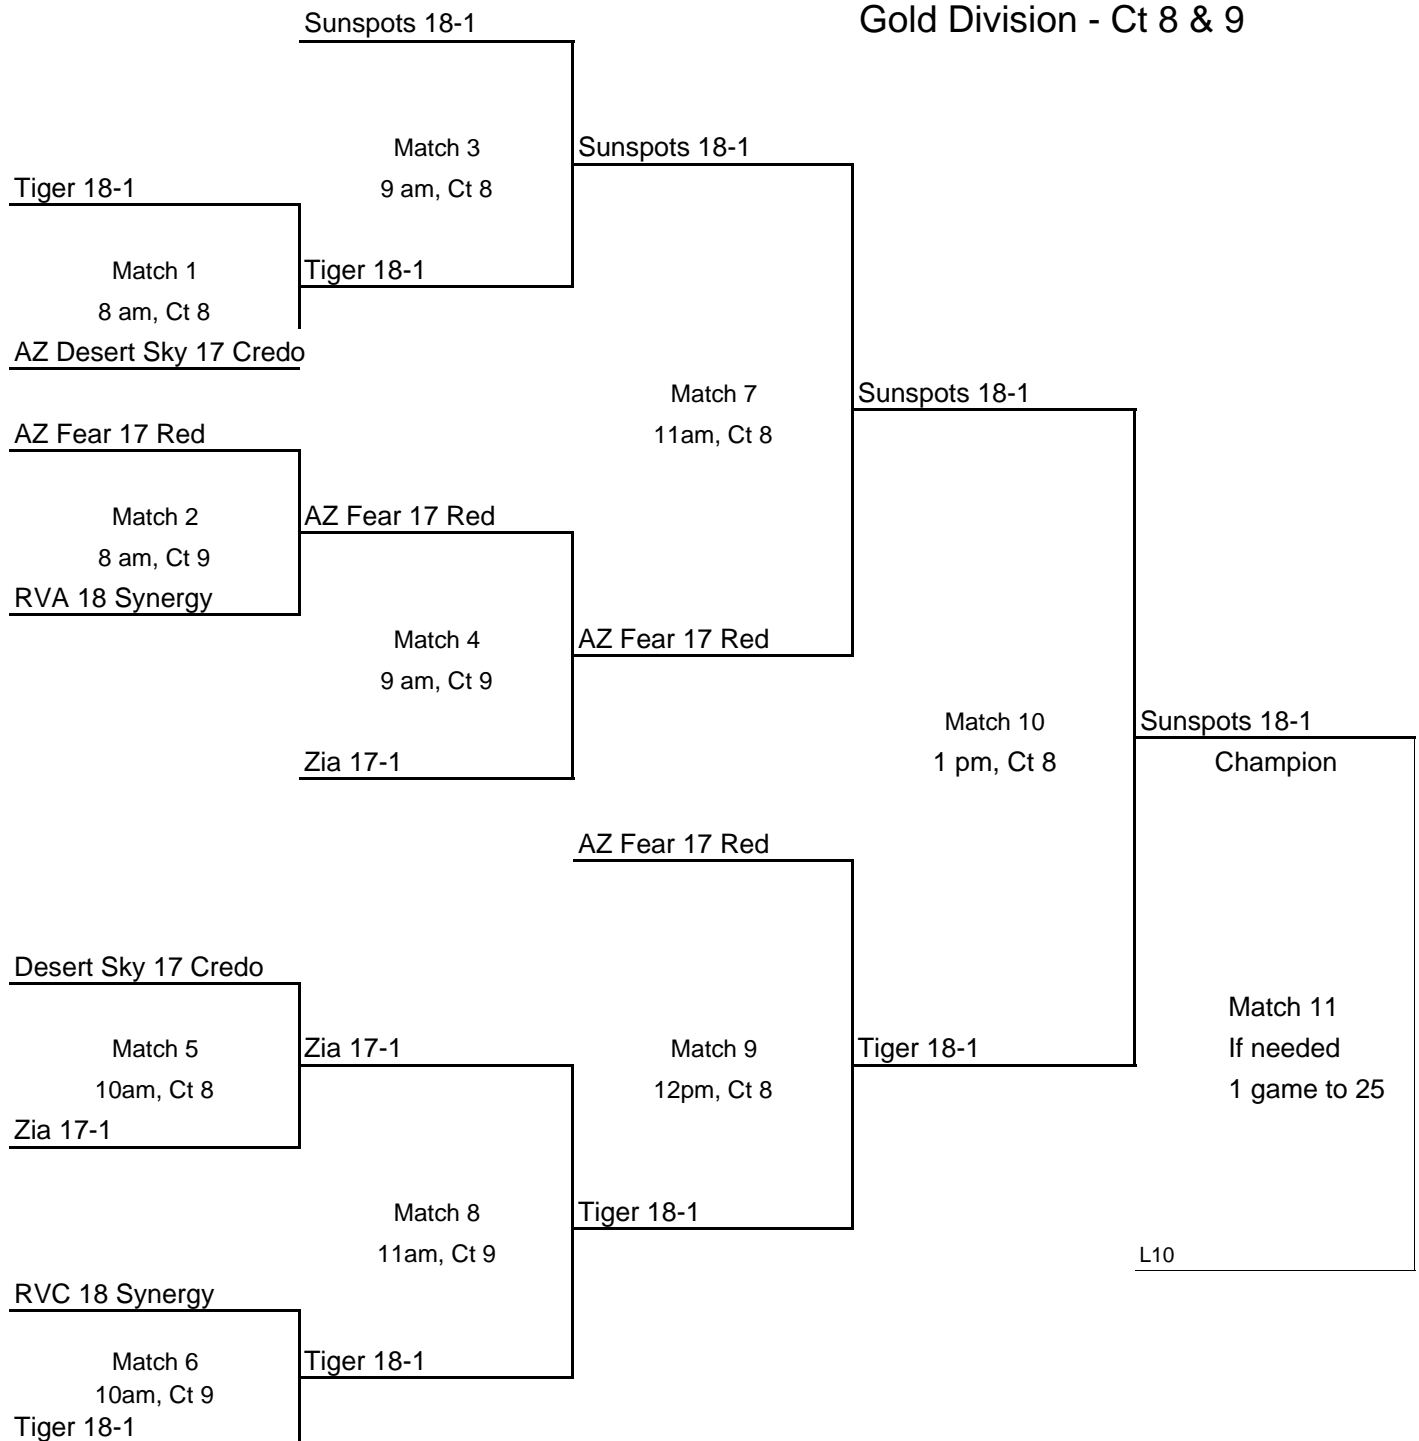 Gold Division - Ct 8 & 9
Sunspots 18-1
Match 3
Sunspots 18-1
9 am, Ct 8
Tiger 18-1
Match 1
Tiger 18-1
8 am, Ct 8
AZ Desert Sky 17 Credo
Match 7
Sunspots 18-1
11am, Ct 8
AZ Fear 17 Red
Match 2
AZ Fear 17 Red
8 am, Ct 9
RVA 18 Synergy
Match 4
AZ Fear 17 Red
9 am, Ct 9
Match 10
Sunspots 18-1
Zia 17-1
1 pm, Ct 8
Champion
AZ Fear 17 Red
Desert Sky 17 Credo
Match 11
Match 5
Zia 17-1
Match 9
Tiger 18-1
If needed
10am, Ct 8
12pm, Ct 8
1 game to 25
Zia 17-1
Match 8
Tiger 18-1
11am, Ct 9
L10
RVC 18 Synergy
Match 6
Tiger 18-1
10am, Ct 9
Tiger 18-1